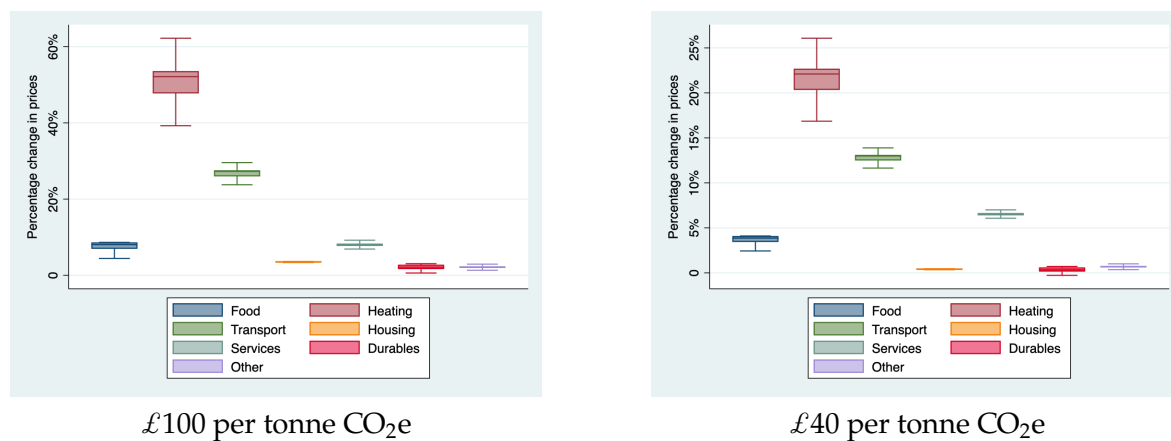 Percentage change in prices
60%
40%
20%
0
Food
Heating
Transport
Housing
Services
Durables
Other
£100 per tonne CO₂e
Percentage change in prices
25%
20%
15%
10%
5%
0
Food
Heating
Transport
Housing
Services
Durables
Other
£40 per tonne CO₂e